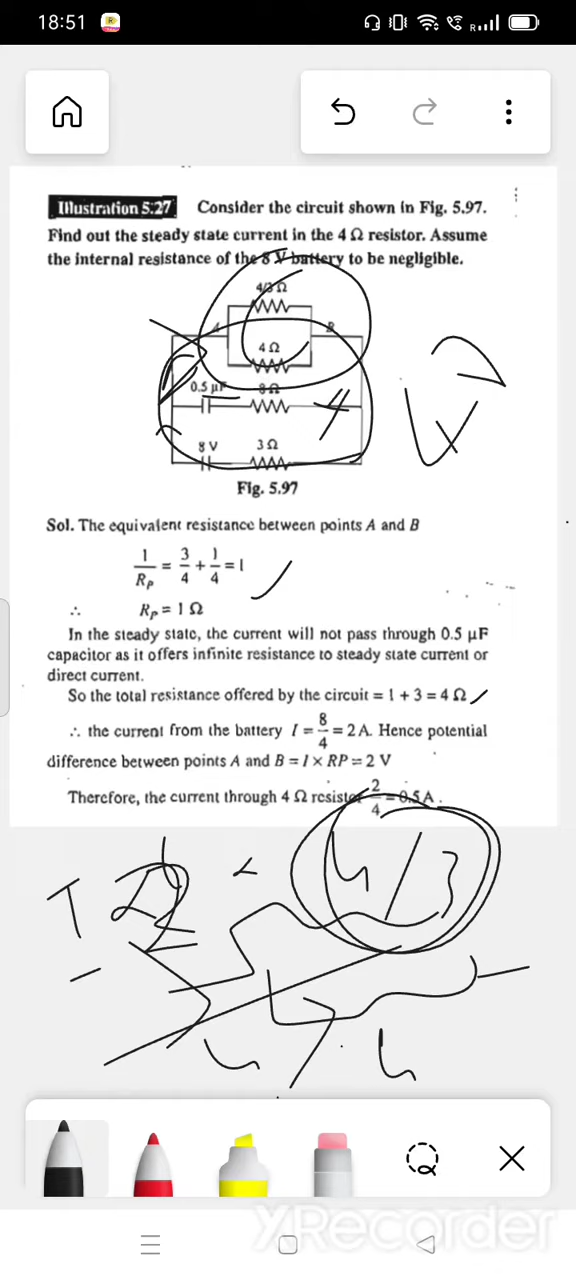 18:51
Illustration 5.27 Consider the circuit shown in Fig. 5.97.
Find out the steady state current in the 4 Ω resistor. Assume
the internal resistance of the 8 V battery to be negligible.
4/3 Ω
A B
4 Ω
0.5 μF 8 Ω
4
8 V 3 Ω
Fig. 5.97
Sol. The equivalent resistance between points A and B
1/R_P = 3/4 + 1/4 = 1
∴ R_P = 1 Ω
In the steady state, the current will not pass through 0.5 μF
capacitor as it offers infinite resistance to steady state current or
direct current.
So the total resistance offered by the circuit = 1 + 3 = 4 Ω
∴ the current from the battery I = 8/4 = 2 A. Hence potential
difference between points A and B = I × RP = 2 V
Therefore, the current through 4 Ω resistor 2/4 = 0.5 A.
4/3
XRecorder